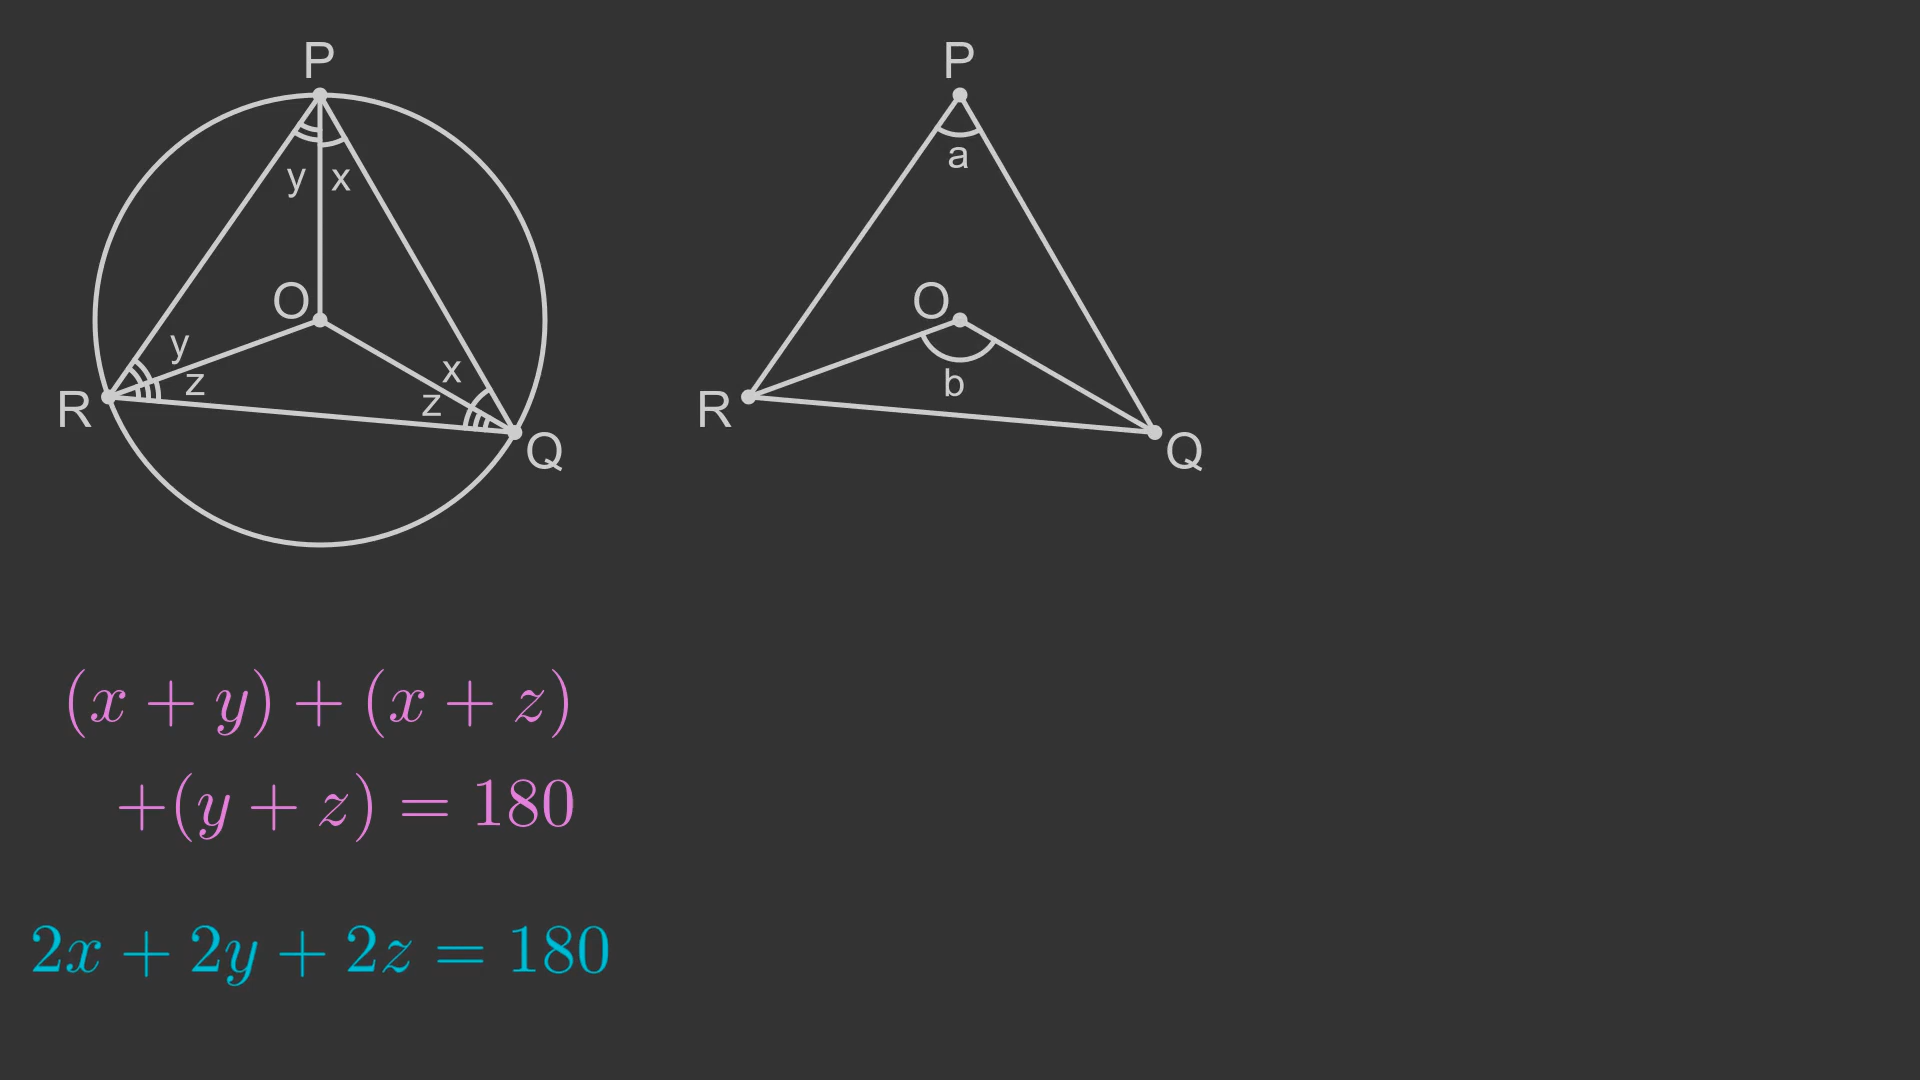 P
y x
O
y
z
x
z
R
Q
P
a
O
b
R
Q
(x + y) + (x + z)
+(y + z) = 180
2x + 2y + 2z = 180